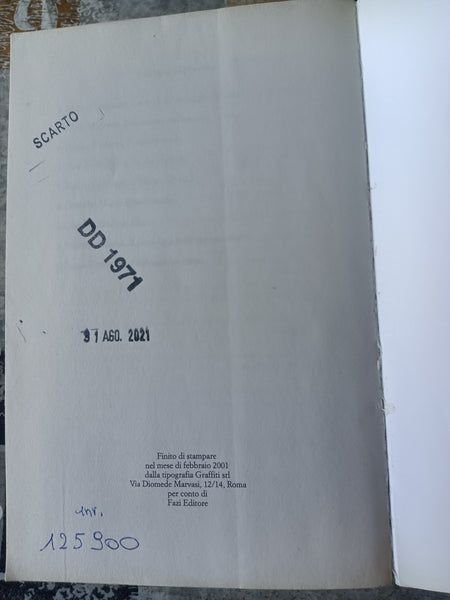 SCARTO
DD 1971
31 AGO. 2021
Finito di stampare
nel mese di febbraio 2001
dalla tipografia Graffiti srl
Via Diomede Marvasi, 12/14, Roma
per conto di
Fazi Editore
inv.
125900